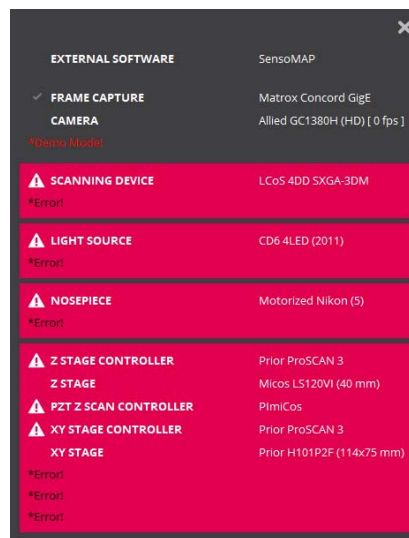 EXTERNAL SOFTWARE SensoMAP
FRAME CAPTURE Matrox Concord GigE
CAMERA Allied GC1380H (HD) [ 0 fps ]
*Demo Mode!
SCANNING DEVICE LCoS 4DD SXGA-3DM
*Error!
LIGHT SOURCE CD6 4LED (2011)
*Error!
NOSEPIECE Motorized Nikon (5)
*Error!
Z STAGE CONTROLLER Prior ProSCAN 3
Z STAGE Micos LS120VI (40 mm)
PZT Z SCAN CONTROLLER PImiCos
XY STAGE CONTROLLER Prior ProSCAN 3
XY STAGE Prior H101P2F (114x75 mm)
*Error!
*Error!
*Error!